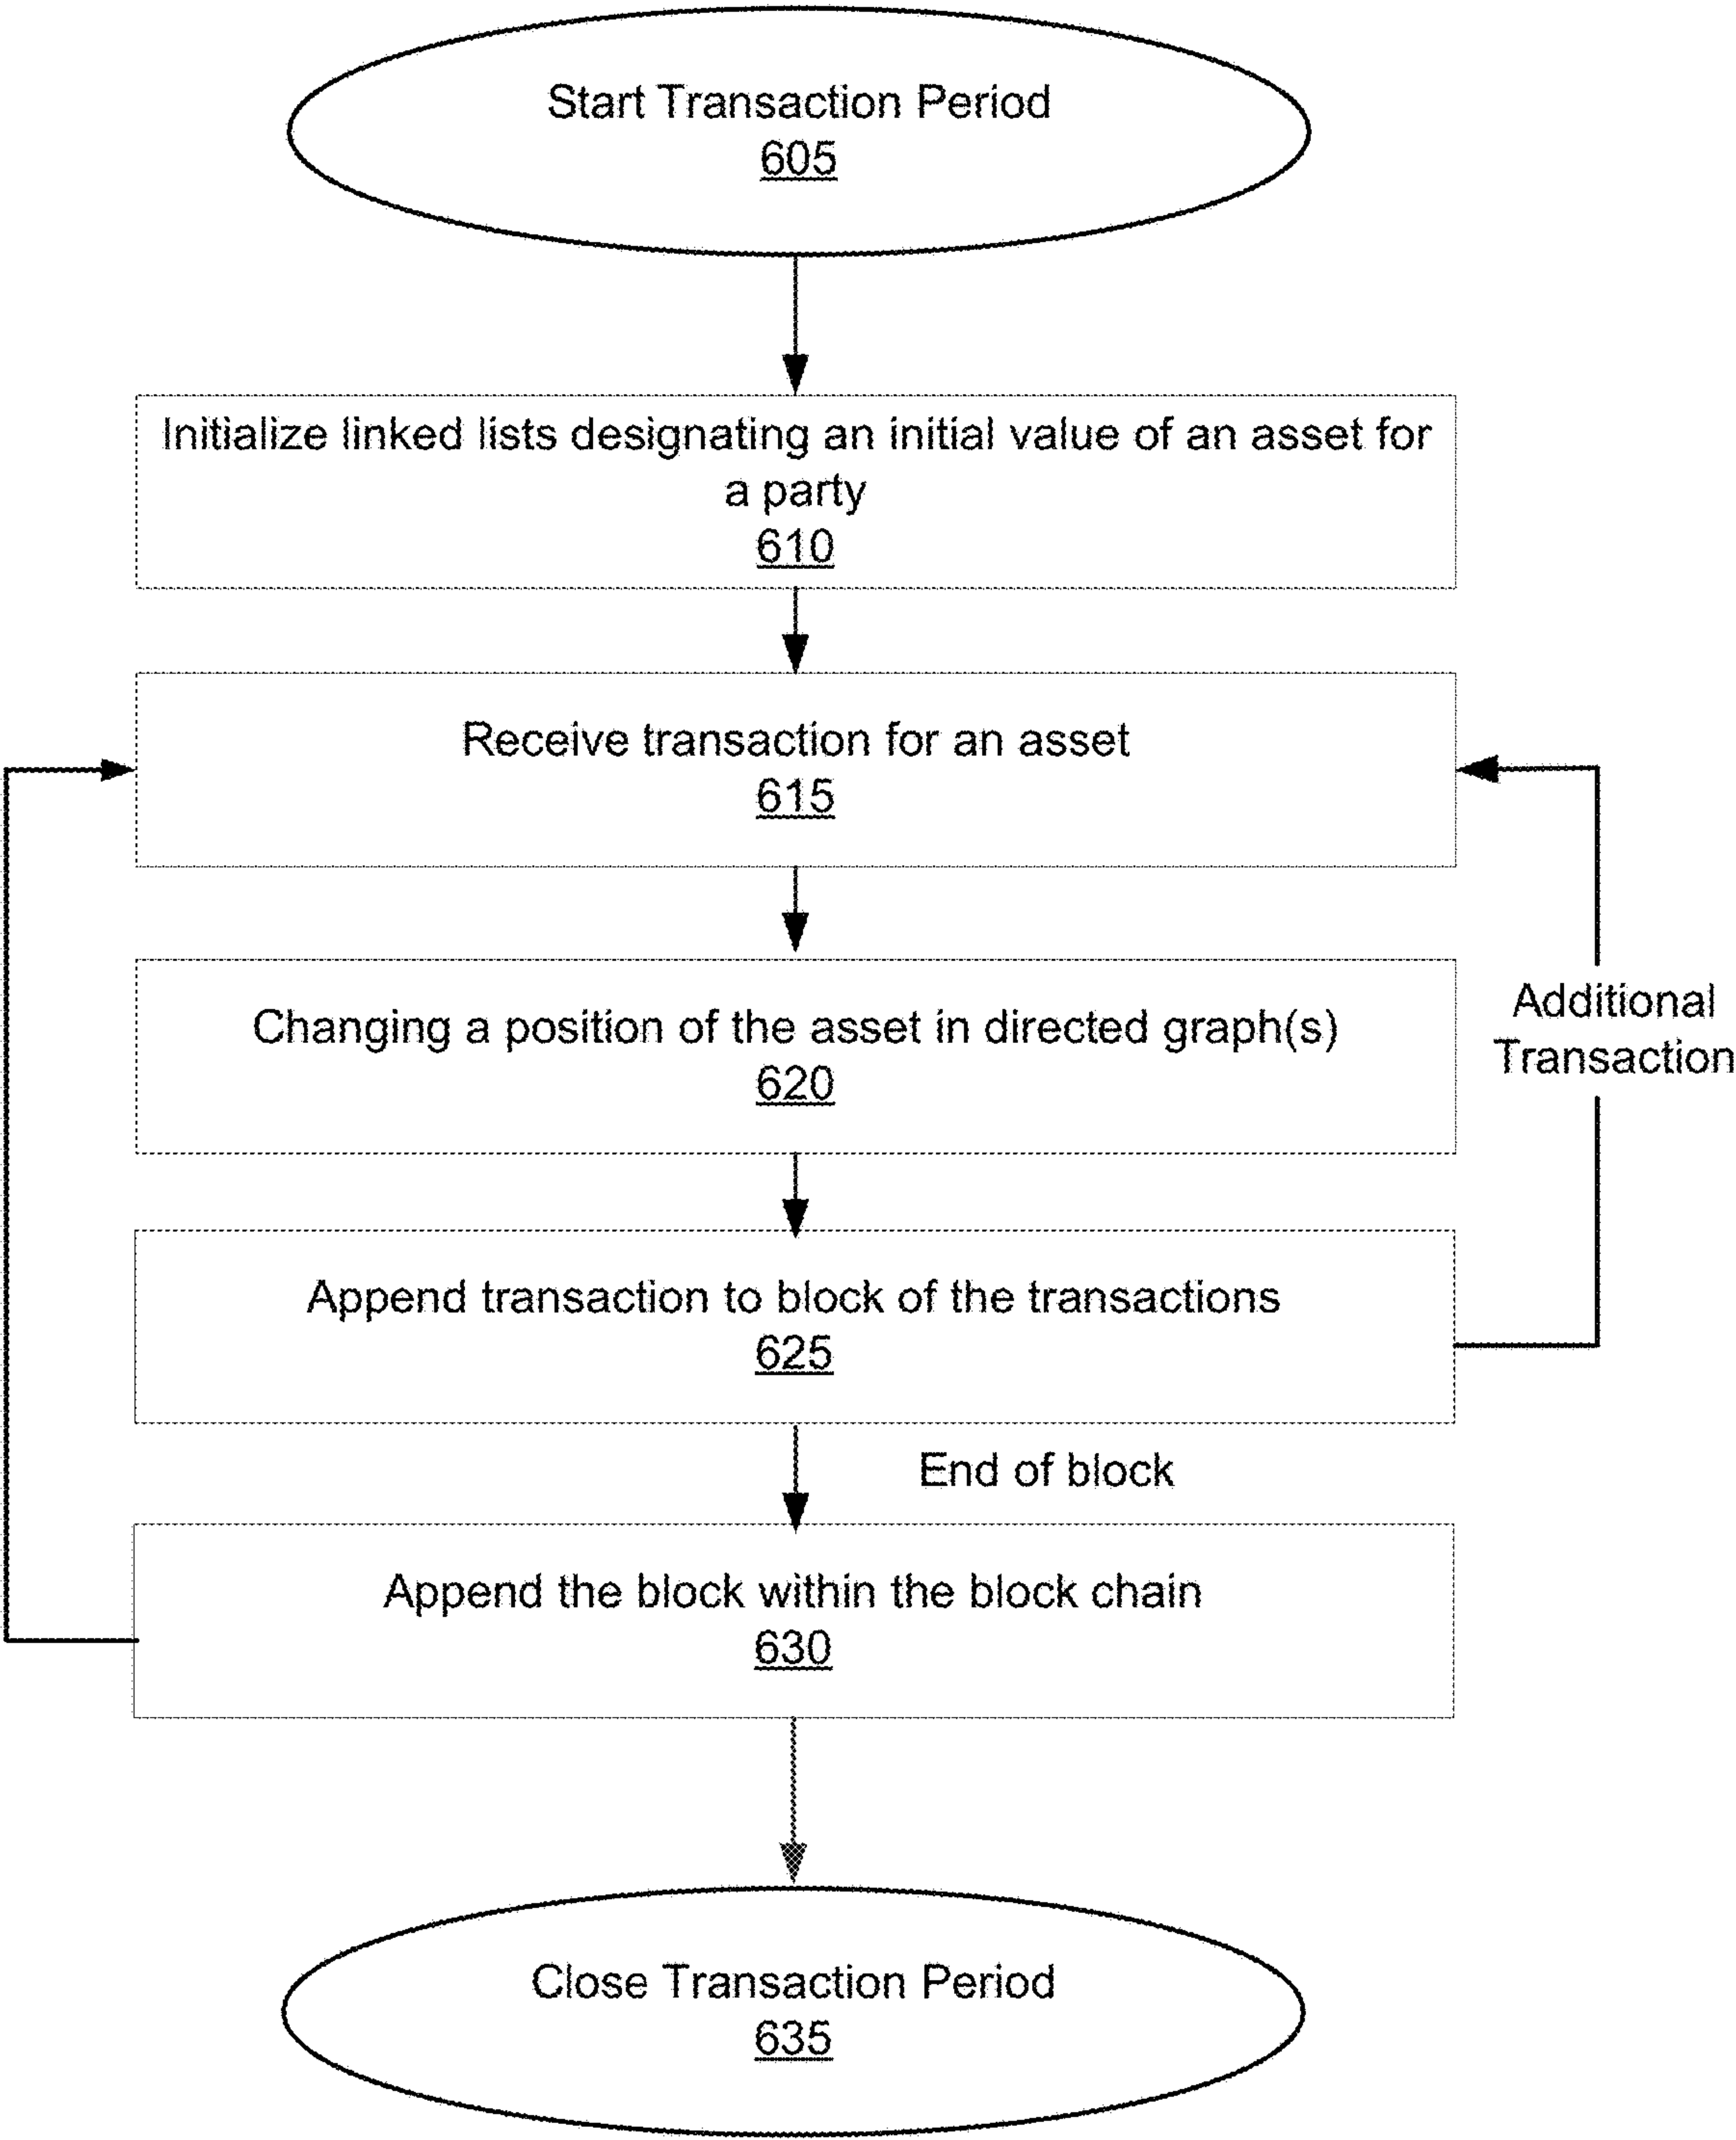 Start Transaction Period
605
Initialize linked lists designating an initial value of an asset for
a party
610
Receive transaction for an asset
615
Changing a position of the asset in directed graph(s)
620
Additional
Transaction
Append transaction to block of the transactions
625
End of block
Append the block within the block chain
630
Close Transaction Period
635